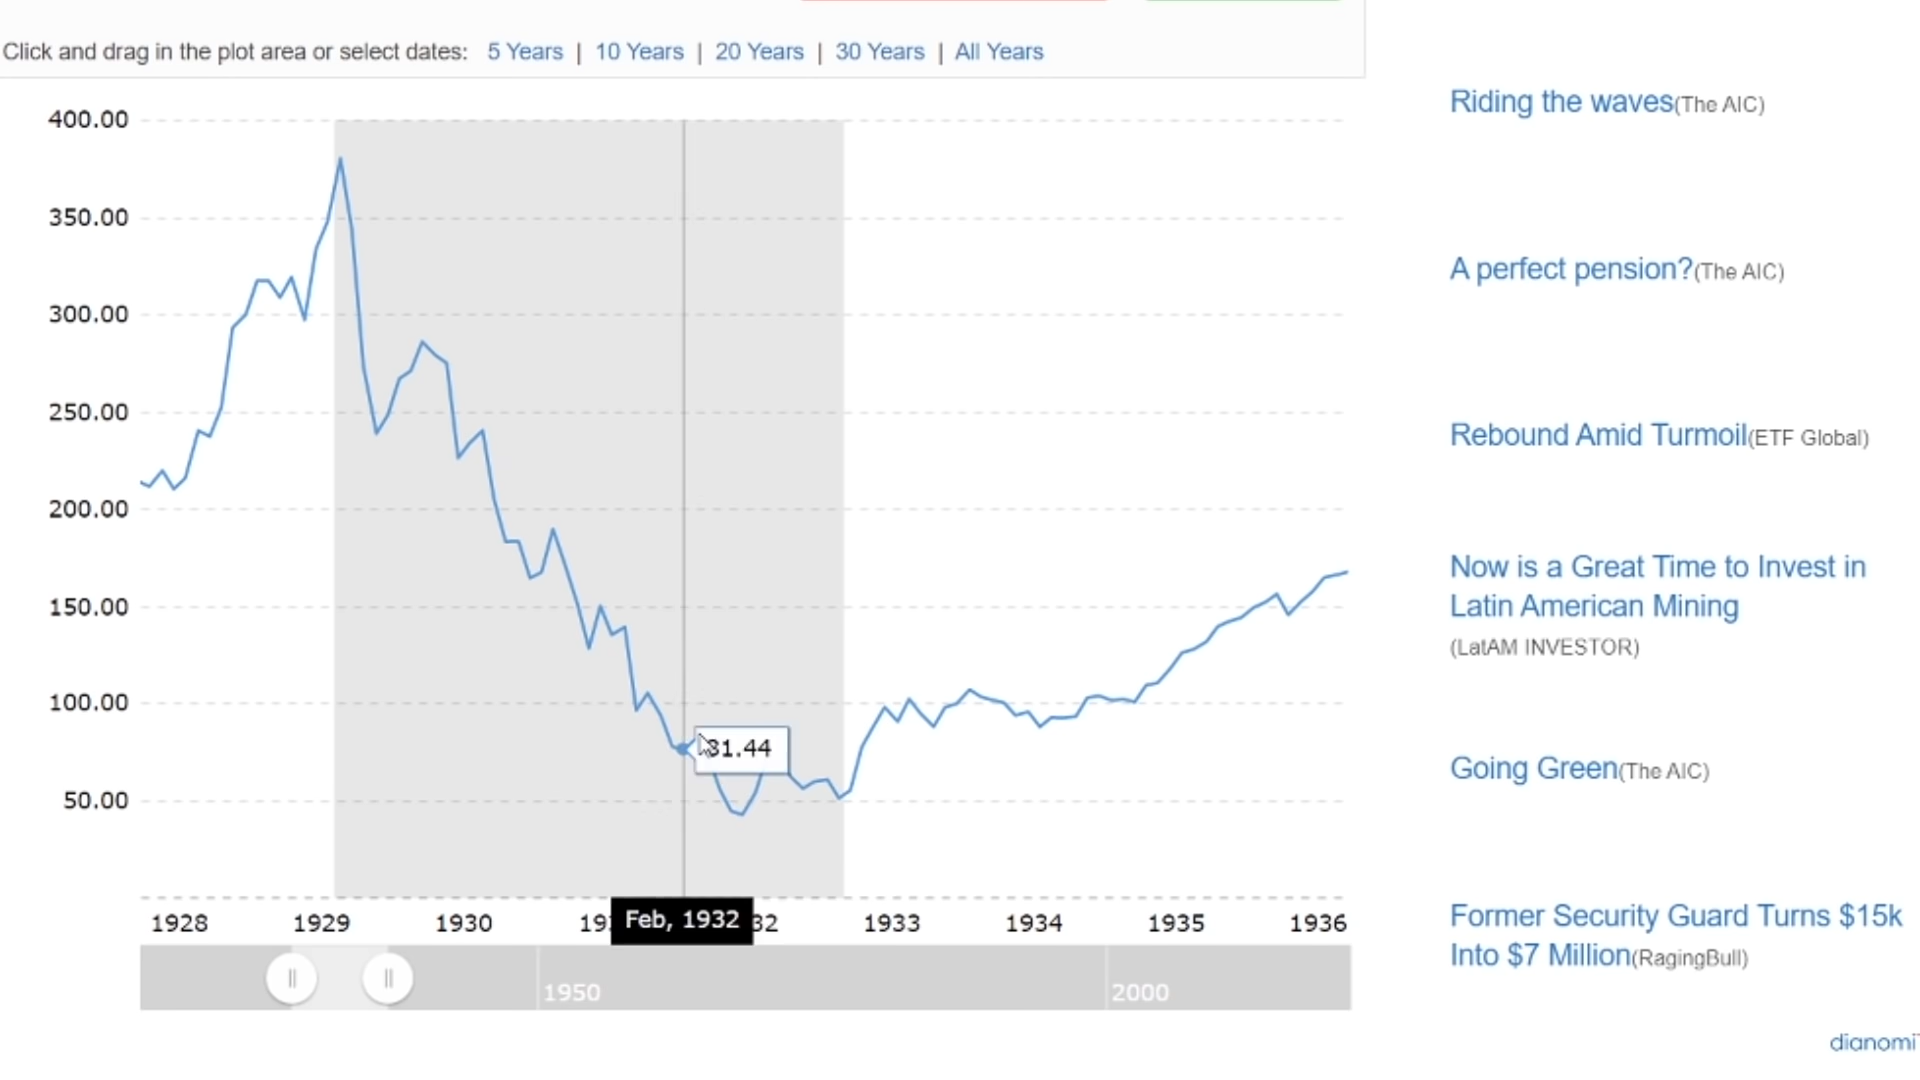 Click and drag in the plot area or select dates: 5 Years | 10 Years | 20 Years | 30 Years | All Years
400.00
350.00
300.00
250.00
200.00
150.00
100.00
50.00
81.44
1928
1929
1930
Feb, 1932
1933
1934
1935
1936
1950
2000
Riding the waves(The AIC)
A perfect pension?(The AIC)
Rebound Amid Turmoil(ETF Global)
Now is a Great Time to Invest in
Latin American Mining
(LatAM INVESTOR)
Going Green(The AIC)
Former Security Guard Turns $15k
Into $7 Million(RagingBull)
dianomi